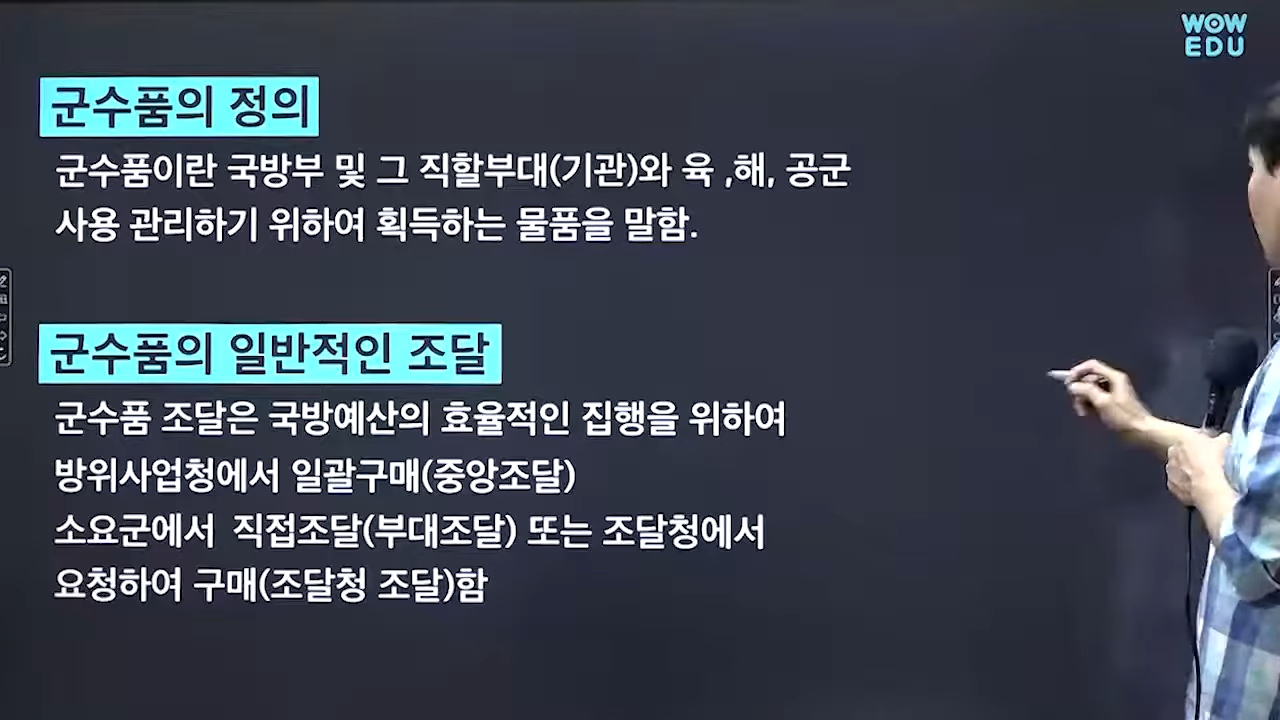 WOW
EDU
군수품의 정의
군수품이란 국방부 및 그 직할부대(기관)와 육 ,해, 공군
사용 관리하기 위하여 획득하는 물품을 말함.
군수품의 일반적인 조달
군수품 조달은 국방예산의 효율적인 집행을 위하여
방위사업청에서 일괄구매(중앙조달)
소요군에서 직접조달(부대조달) 또는 조달청에서
요청하여 구매(조달청 조달)함